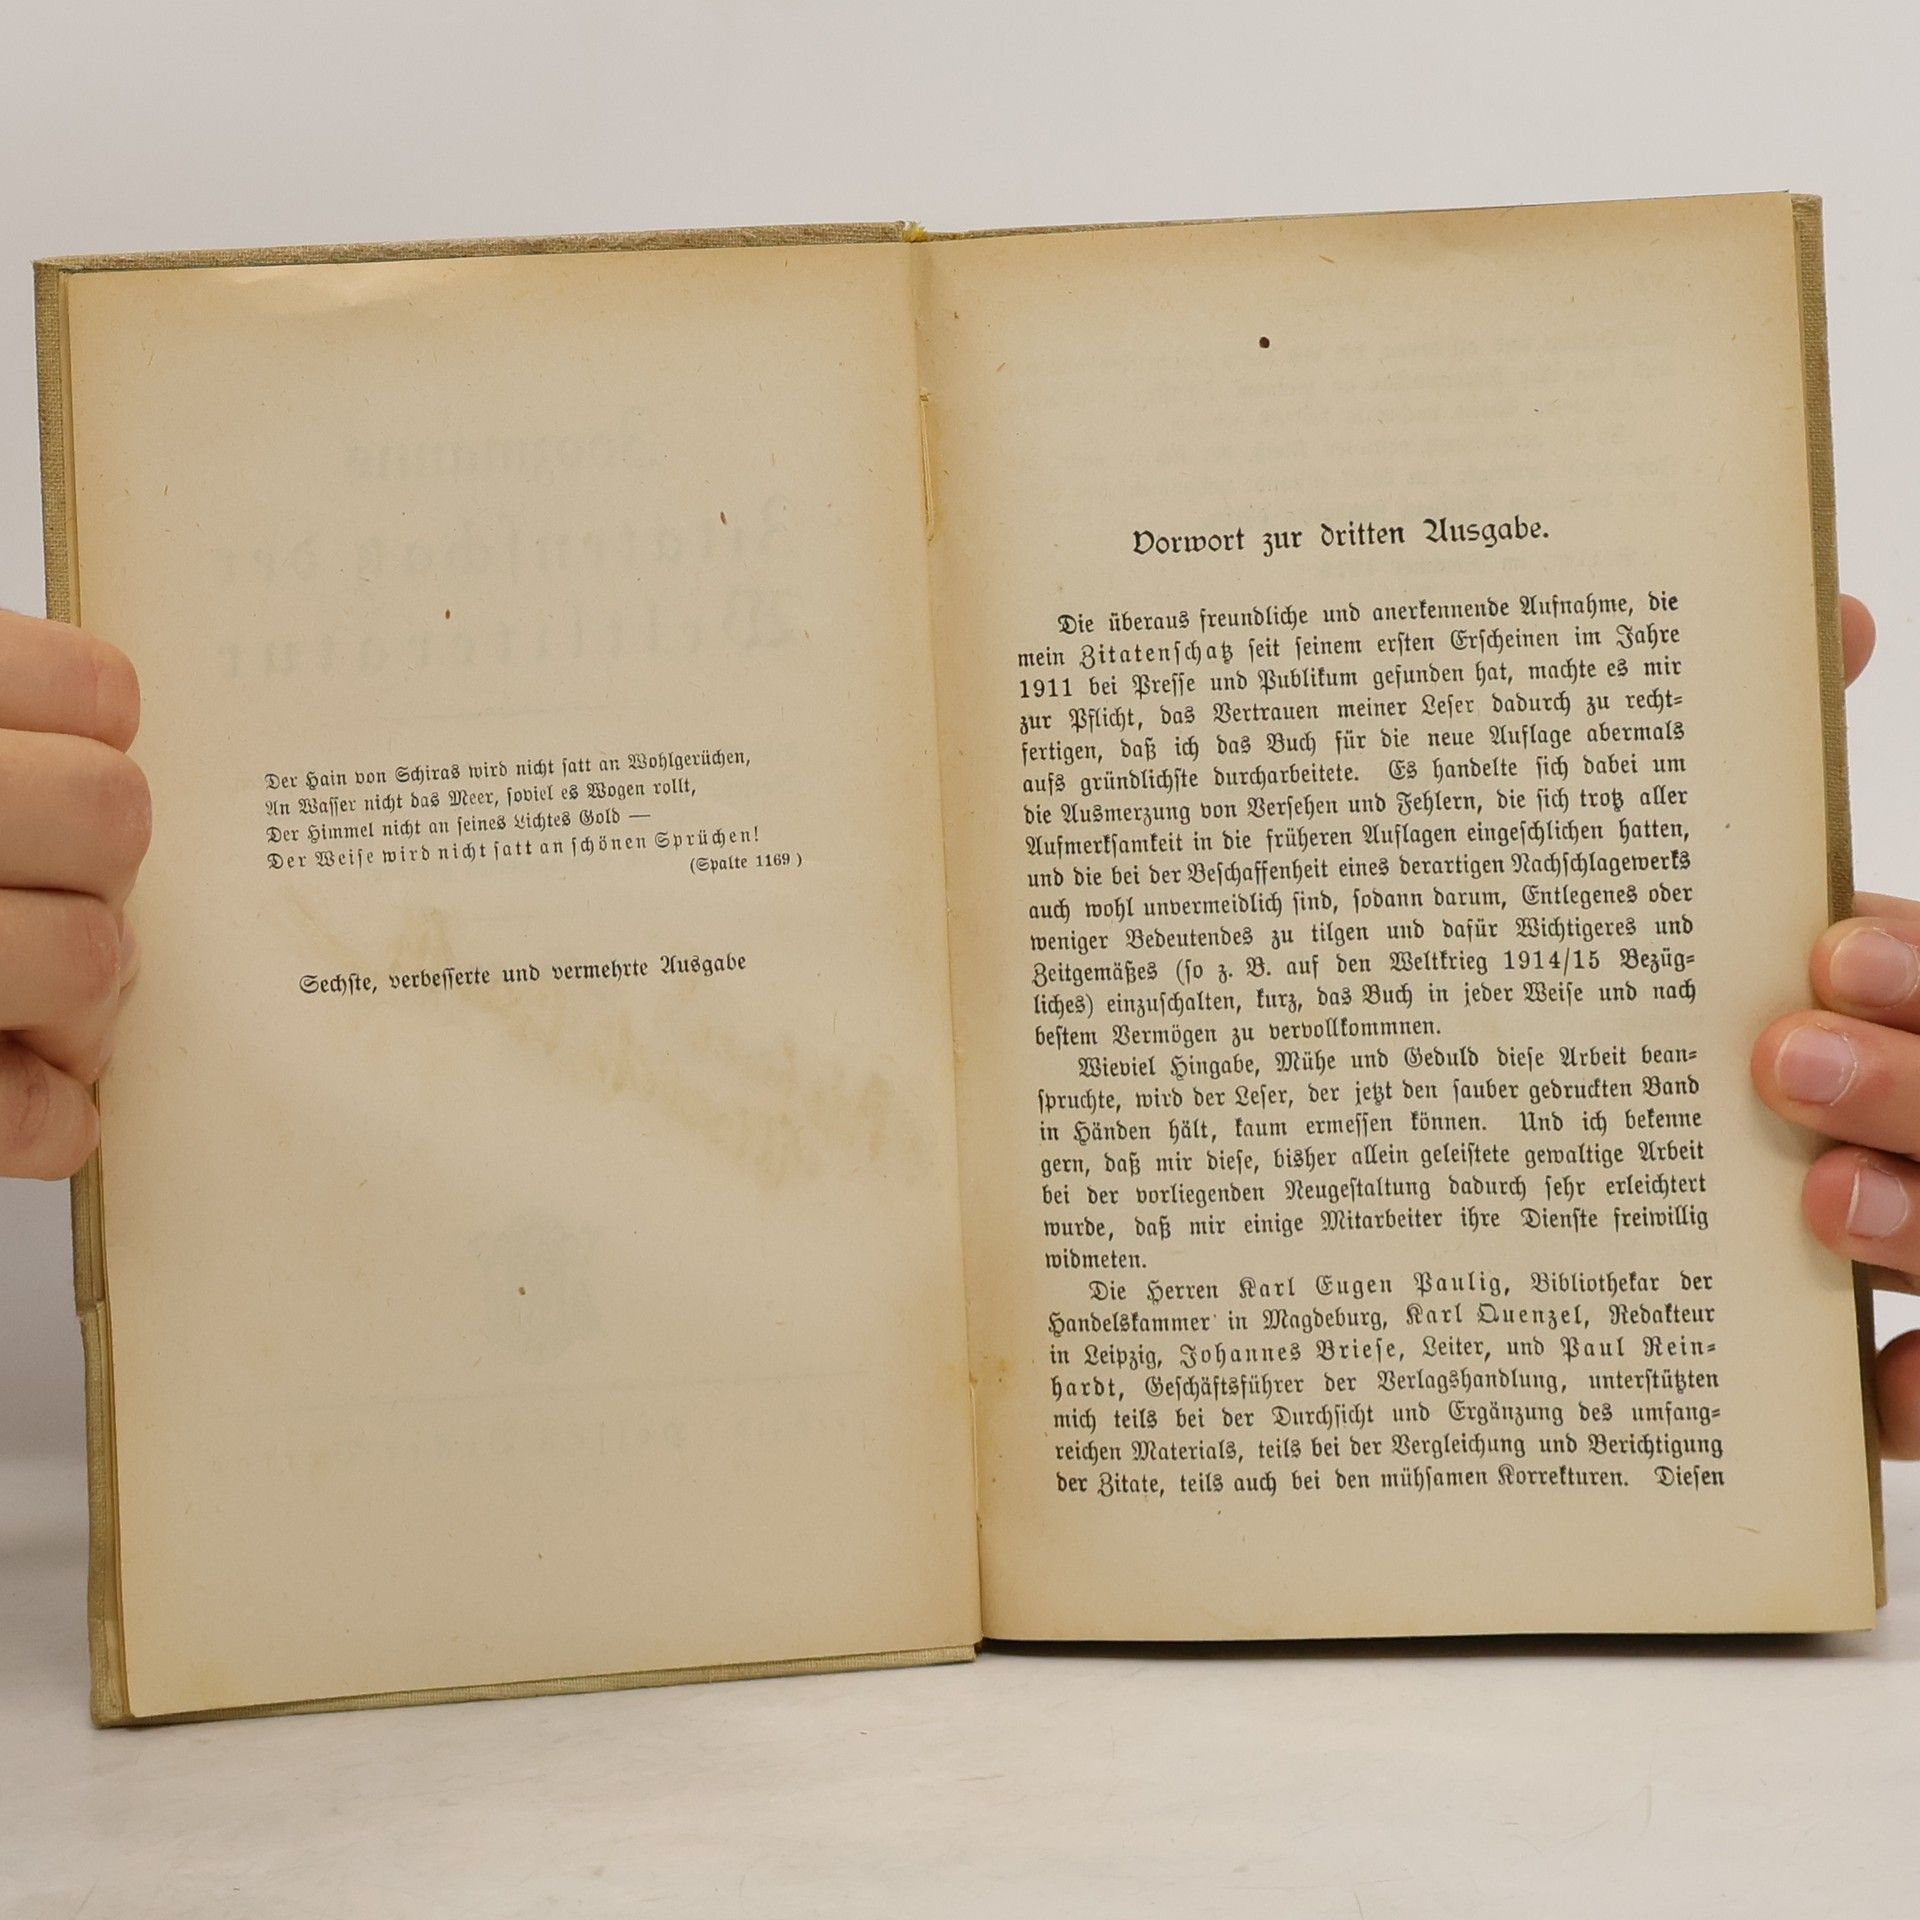 Der Hain von Schiras wird nicht satt an Wohlgerüchen,
An Wasser nicht das Meer, soviel es Wogen rollt,
Der Himmel nicht an seines Lichtes Gold —
Der Weise wird nicht satt an schönen Sprüchen!
(Spalte 1169)
Sechste, verbesserte und vermehrte Ausgabe
Vorwort zur dritten Ausgabe.
Die überaus freundliche und anerkennende Aufnahme, die
mein Zitatenschatz seit seinem ersten Erscheinen im Jahre
1911 bei Presse und Publikum gefunden hat, machte es mir
zur Pflicht, das Vertrauen meiner Leser dadurch zu recht-
fertigen, daß ich das Buch für die neue Auflage abermals
aufs gründlichste durcharbeitete. Es handelte sich dabei um
die Ausmerzung von Versehen und Fehlern, die sich trotz aller
Aufmerksamkeit in die früheren Auflagen eingeschlichen hatten,
und die bei der Beschaffenheit eines derartigen Nachschlagewerks
auch wohl unvermeidlich sind, sodann darum, Entlegenes oder
weniger Bedeutendes zu tilgen und dafür Wichtigeres und
Zeitgemäßes (so z. B. auf den Weltkrieg 1914/15 Bezüg-
liches) einzuschalten, kurz, das Buch in jeder Weise und nach
bestem Vermögen zu vervollkommnen.
Wieviel Hingabe, Mühe und Geduld diese Arbeit bean-
spruchte, wird der Leser, der jetzt den sauber gedruckten Band
in Händen hält, kaum ermessen können. Und ich bekenne
gern, daß mir diese, bisher allein geleistete gewaltige Arbeit
bei der vorliegenden Neugestaltung dadurch sehr erleichtert
wurde, daß mir einige Mitarbeiter ihre Dienste freiwillig
widmeten.
Die Herren Karl Eugen Paulig, Bibliothekar der
Handelskammer in Magdeburg, Karl Quenzel, Redakteur
in Leipzig, Johannes Briese, Leiter, und Paul Rein-
hardt, Geschäftsführer der Verlagshandlung, unterstützten
mich teils bei der Durchsicht und Ergänzung des umfang-
reichen Materials, teils bei der Vergleichung und Berichtigung
der Zitate, teils auch bei den mühsamen Korrekturen. Diesen